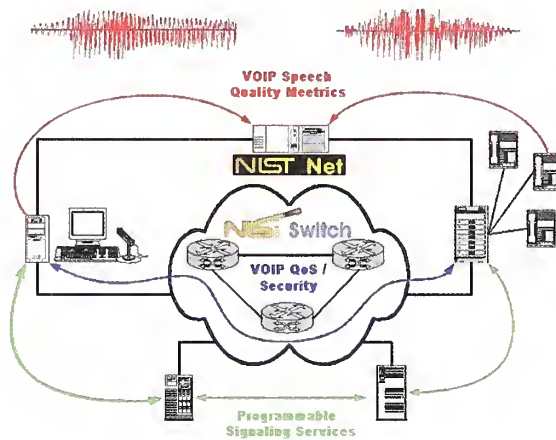 VOIP Speech
Quality Meetrics
NIST Net
NIST Switch
VOIP QoS /
Security
Programmable
Signaling Services